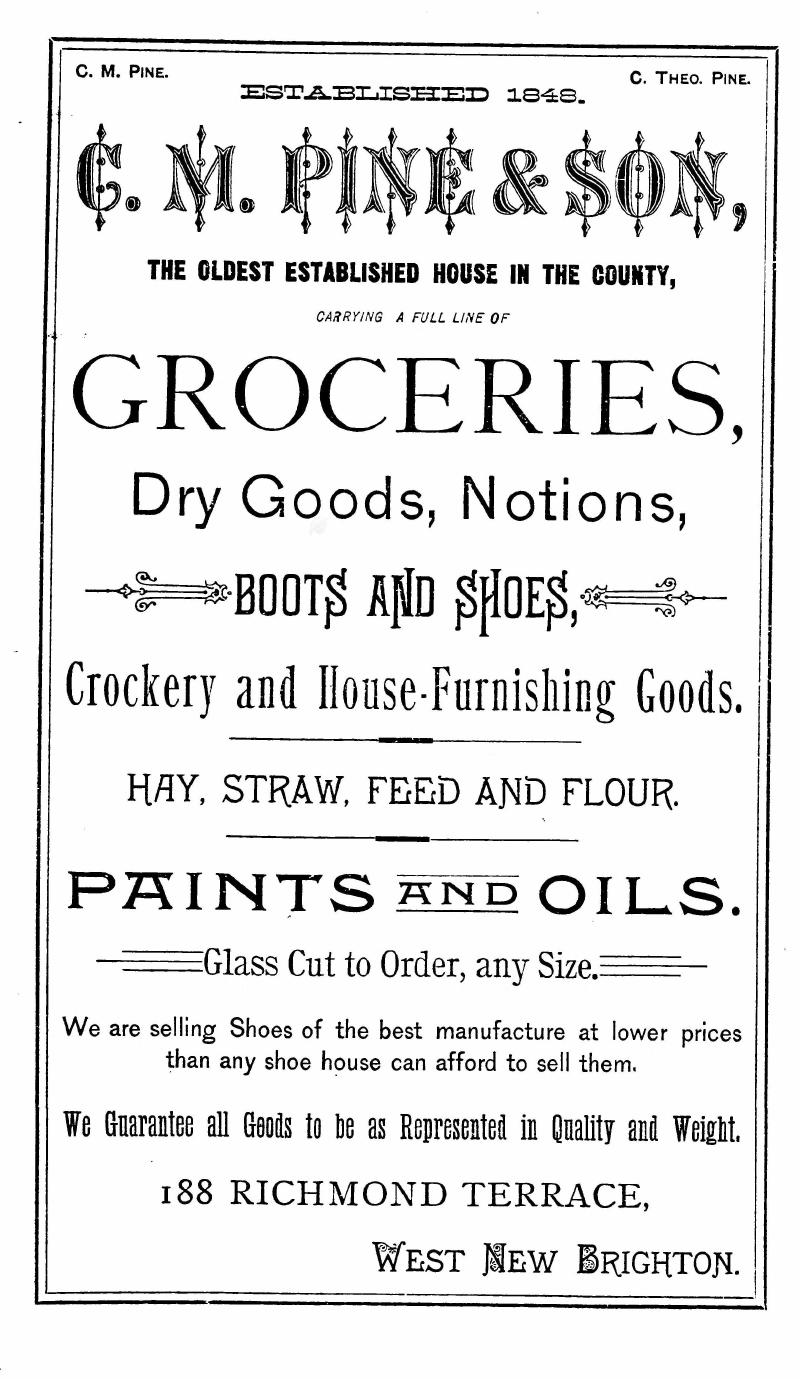 C. M. PINE. C. THEO. PINE.
ESTABLISHED 1848.
C. M. PINE & SON,
THE OLDEST ESTABLISHED HOUSE IN THE COUNTY,
CARRYING A FULL LINE OF
GROCERIES,
Dry Goods, Notions,
BOOTS AND SHOES,
Crockery and House-Furnishing Goods.
HAY, STRAW, FEED AND FLOUR.
PAINTS AND OILS.
Glass Cut to Order, any Size.
We are selling Shoes of the best manufacture at lower prices
than any shoe house can afford to sell them.
We Guarantee all Goods to be as Represented in Quality and Weight.
188 RICHMOND TERRACE,
WEST NEW BRIGHTON.